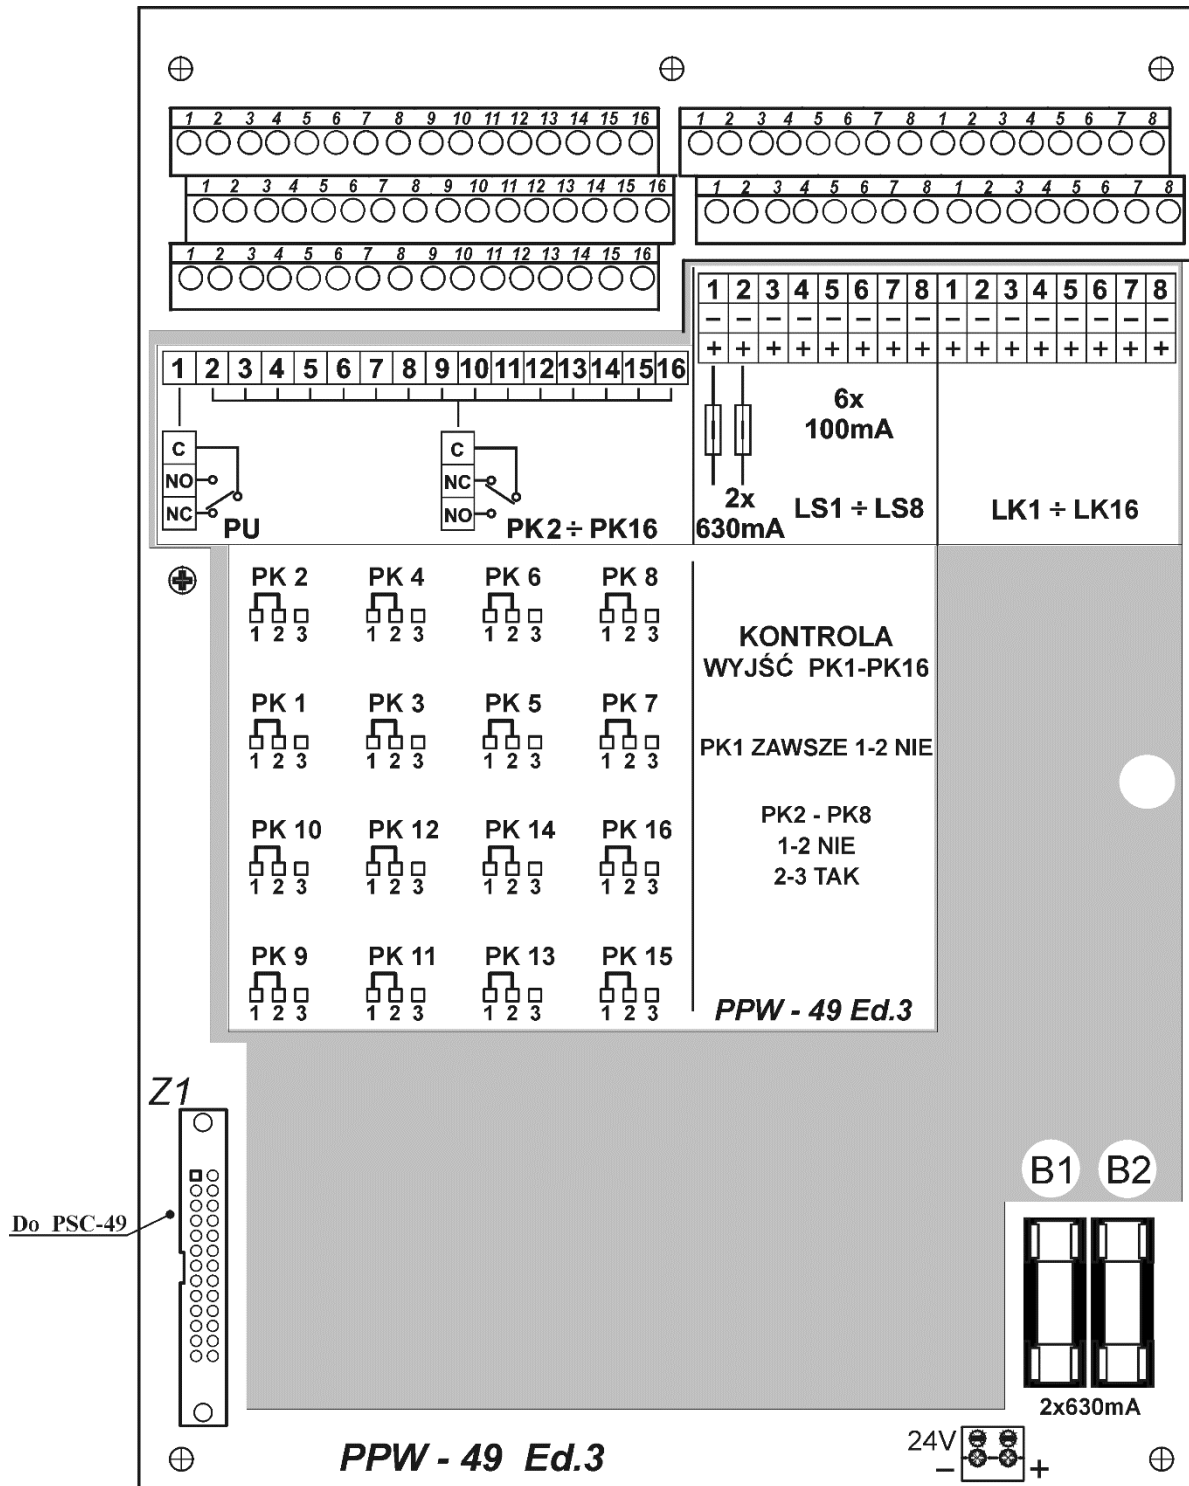 1 2 3 4 5 6 7 8 9 10 11 12 13 14 15 16
1 2 3 4 5 6 7 8 1 2 3 4 5 6 7 8
1 2 3 4 5 6 7 8 9 10 11 12 13 14 15 16
1 2 3 4 5 6 7 8 1 2 3 4 5 6 7 8
1 2 3 4 5 6 7 8 9 10 11 12 13 14 15 16
1 2 3 4 5 6 7 8 1 2 3 4 5 6 7 8
− − − − − − − − − − − − − − − −
+ + + + + + + + + + + + + + + +
1 2 3 4 5 6 7 8 9 10 11 12 13 14 15 16
C
NO
NC
PU
C
NC
NO
PK2 ÷ PK16
6x
100mA
2x
630mA
LS1 ÷ LS8
LK1 ÷ LK16
PK 2 PK 4 PK 6 PK 8
1 2 3 1 2 3 1 2 3 1 2 3
PK 1 PK 3 PK 5 PK 7
1 2 3 1 2 3 1 2 3 1 2 3
PK 10 PK 12 PK 14 PK 16
1 2 3 1 2 3 1 2 3 1 2 3
PK 9 PK 11 PK 13 PK 15
1 2 3 1 2 3 1 2 3 1 2 3
KONTROLA
WYJŚĆ PK1-PK16
PK1 ZAWSZE 1-2 NIE
PK2 - PK8
1-2 NIE
2-3 TAK
PPW - 49 Ed.3
Z1
Do PSC-49
B1 B2
2x630mA
24V
− +
PPW - 49 Ed.3